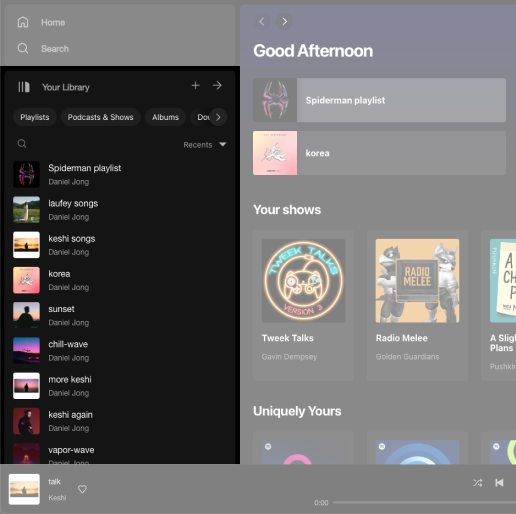 Home
Search
Your Library
Playlists
Podcasts & Shows
Albums
Recents
Spiderman playlist
Daniel Jong
laufey songs
Daniel Jong
keshi songs
Daniel Jong
korea
Daniel Jong
sunset
Daniel Jong
chill-wave
Daniel Jong
more keshi
Daniel Jong
keshi again
Daniel Jong
vapor-wave
Daniel Jong
Good Afternoon
Spiderman playlist
korea
Your shows
TWEEK TALKS
VERSION 3
Tweek Talks
Gavin Dempsey
RADIO
MELEE
Radio Melee
Golden Guardians
A Slig
Plans
Pushkin
Uniquely Yours
talk
Keshi
0:00